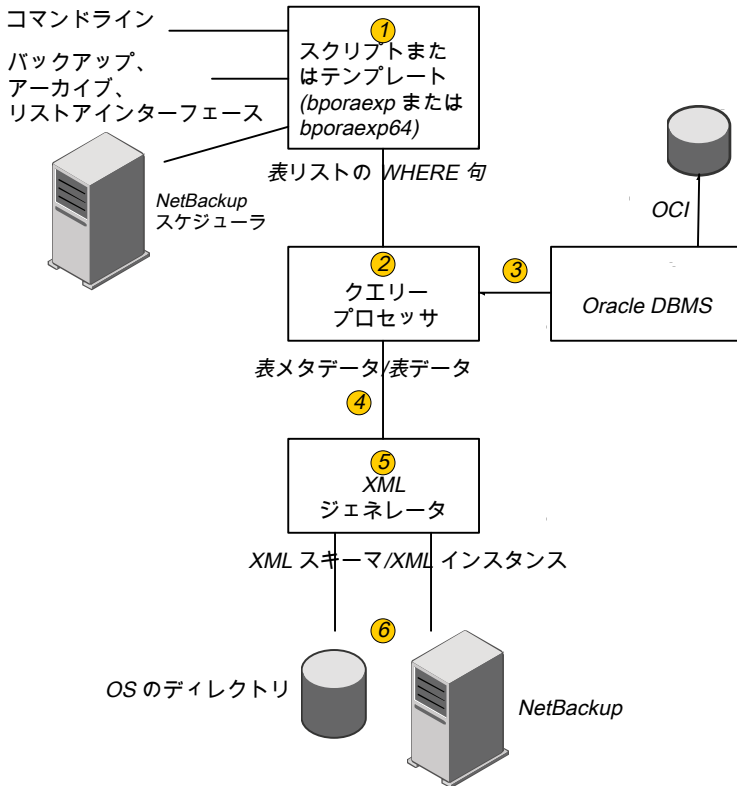 コマンドライン
バックアップ、
アーカイブ、
リストアインターフェース
1
スクリプトまた
はテンプレート
(bporaexp または
bporaexp64)
NetBackup
スケジューラ
表リストの WHERE 句
OCI
2
クエリー
プロセッサ
3
Oracle DBMS
表メタデータ/表データ
4
5
XML
ジェネレータ
XML スキーマ/XML インスタンス
6
OS のディレクトリ
NetBackup